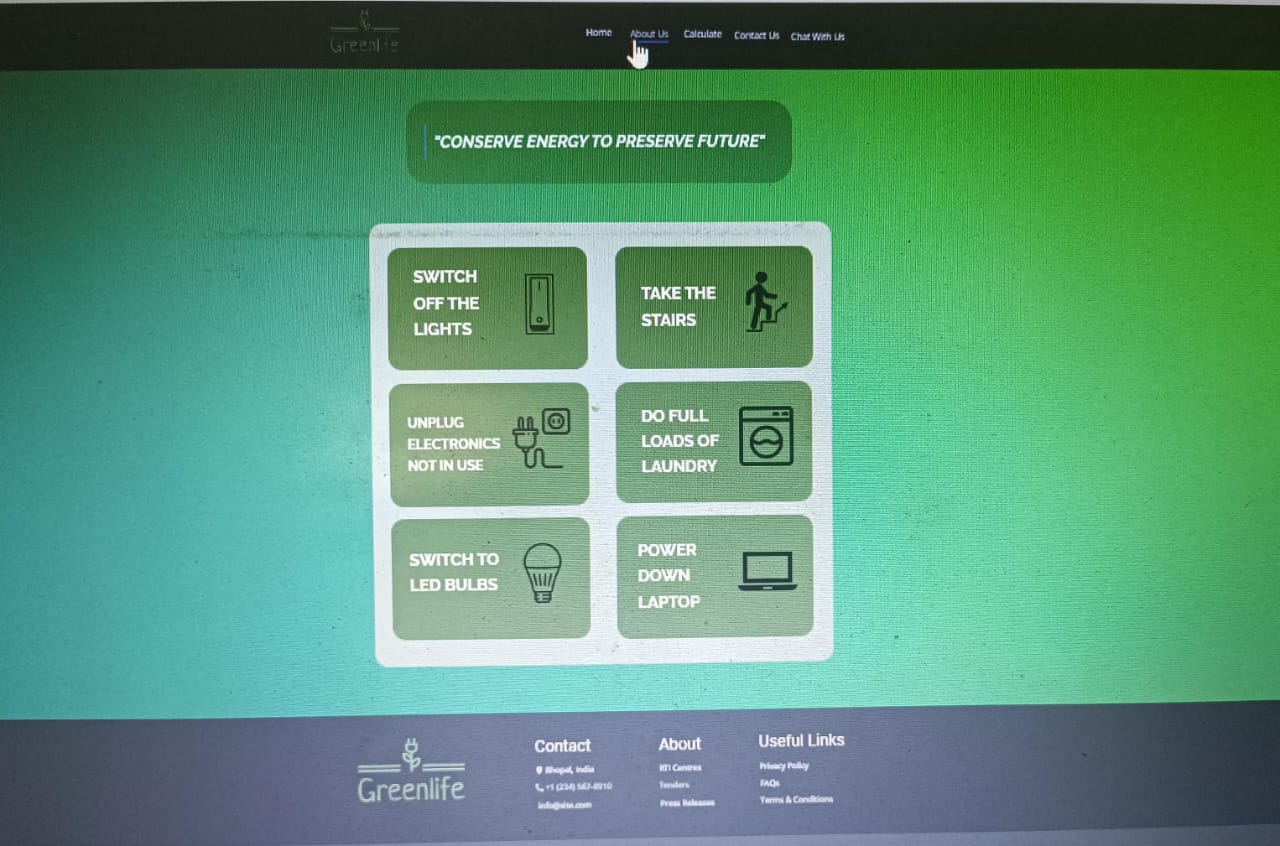 Greenlife
Home About Us Calculate Contact Us Chat With Us
"CONSERVE ENERGY TO PRESERVE FUTURE"
SWITCH
OFF THE
LIGHTS
TAKE THE
STAIRS
UNPLUG
ELECTRONICS
NOT IN USE
DO FULL
LOADS OF
LAUNDRY
SWITCH TO
LED BULBS
POWER
DOWN
LAPTOP
Greenlife
Contact
Bhopal, India
+1 (234) 567-8910
info@site.com
About
RTI Centres
Tenders
Press Releases
Useful Links
Privacy Policy
FAQs
Terms & Conditions